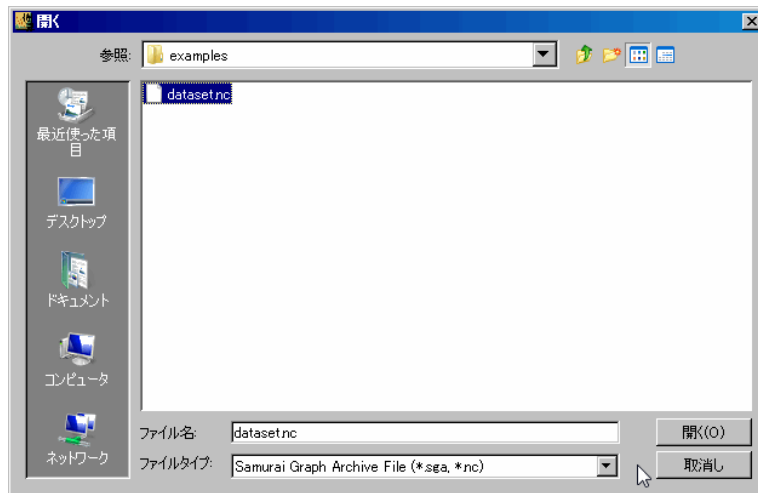 開く
参照:
examples
dataset.nc
最近使った項
目
デスクトップ
ドキュメント
コンピュータ
ネットワーク
ファイル名:
dataset.nc
開く(O)
ファイルタイプ:
Samurai Graph Archive File (*.sga, *.nc)
取消し